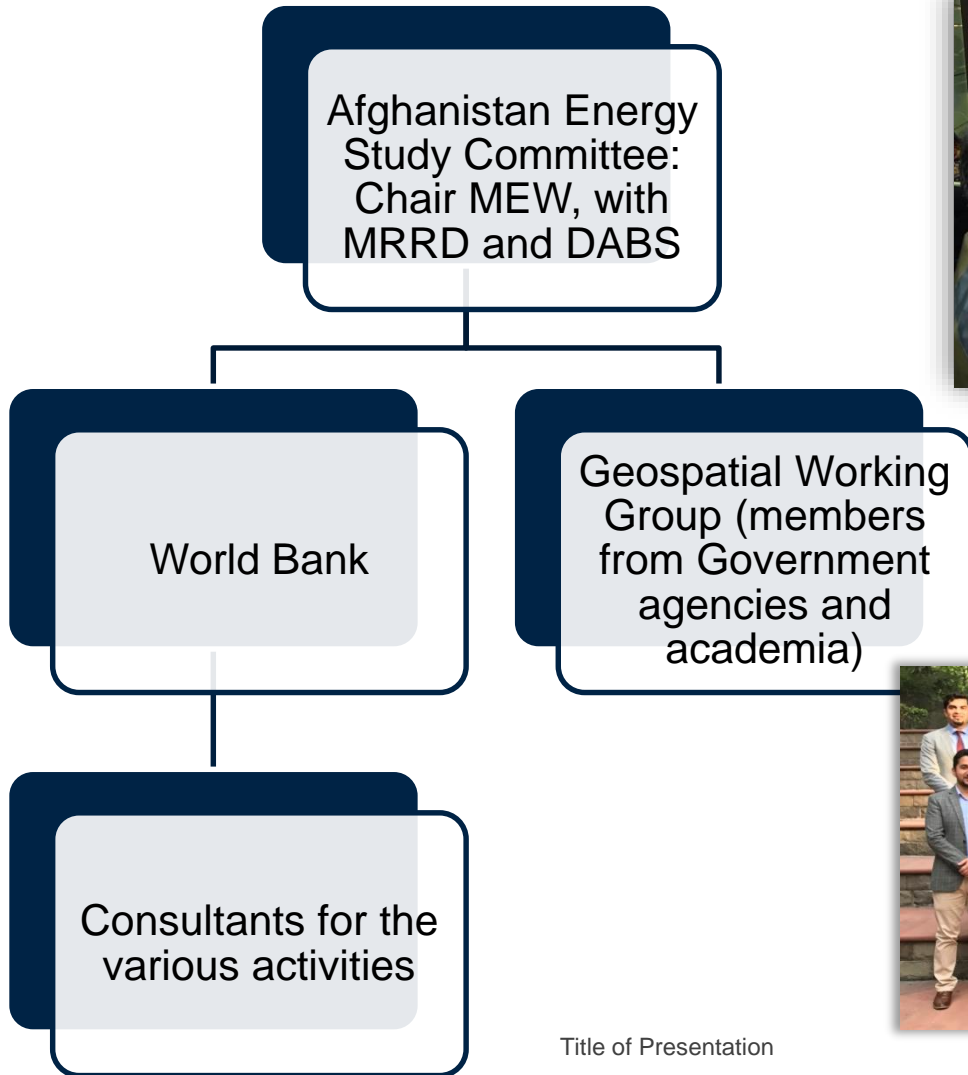 Afghanistan Energy
Study Committee:
Chair MEW, with
MRRD and DABS
World Bank
Geospatial Working
Group (members
from Government
agencies and
academia)
Consultants for the
various activities
Title of Presentation